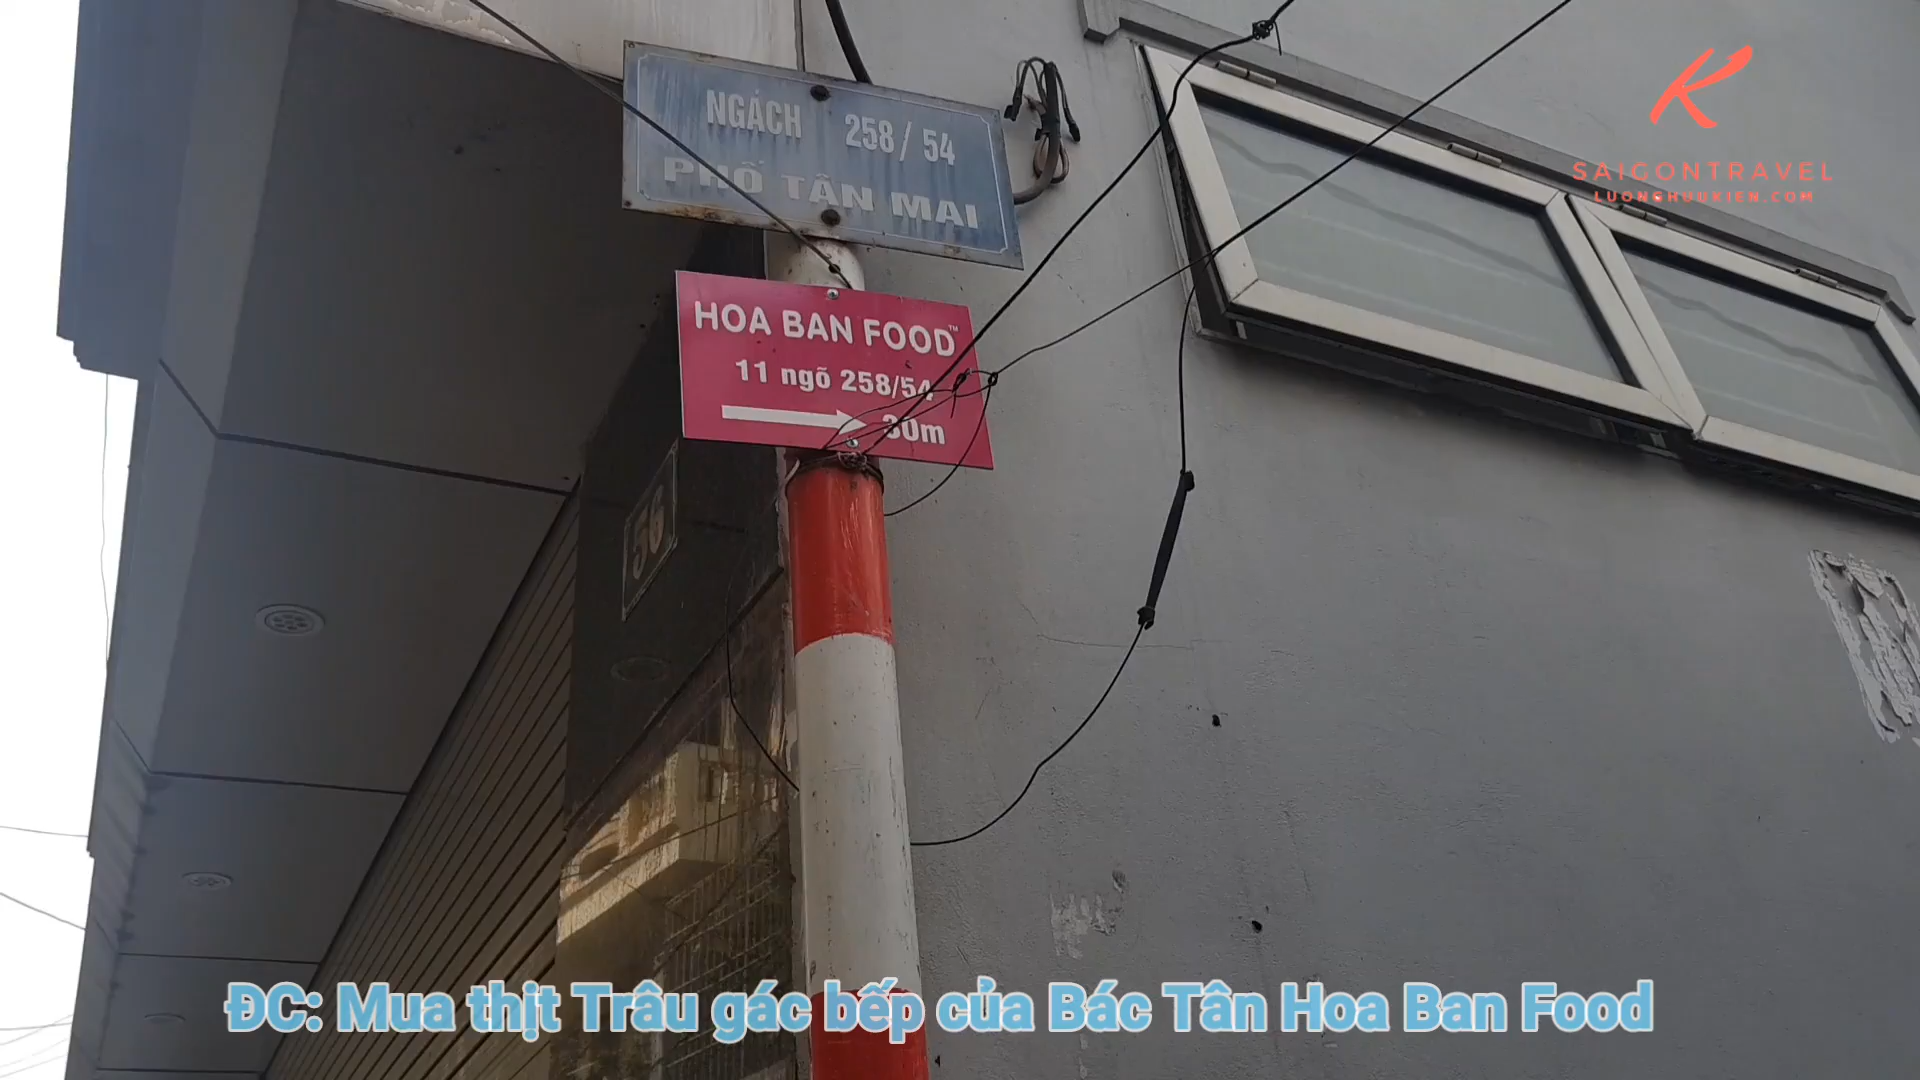 NGÁCH 258/54
PHỐ TÂN MAI
SAIGONTRAVEL
LUONGHUUKIEN.COM
HOA BAN FOOD™
11 ngõ 258/54
30m
56
ĐC: Mua thịt Trâu gác bếp của Bác Tân Hoa Ban Food